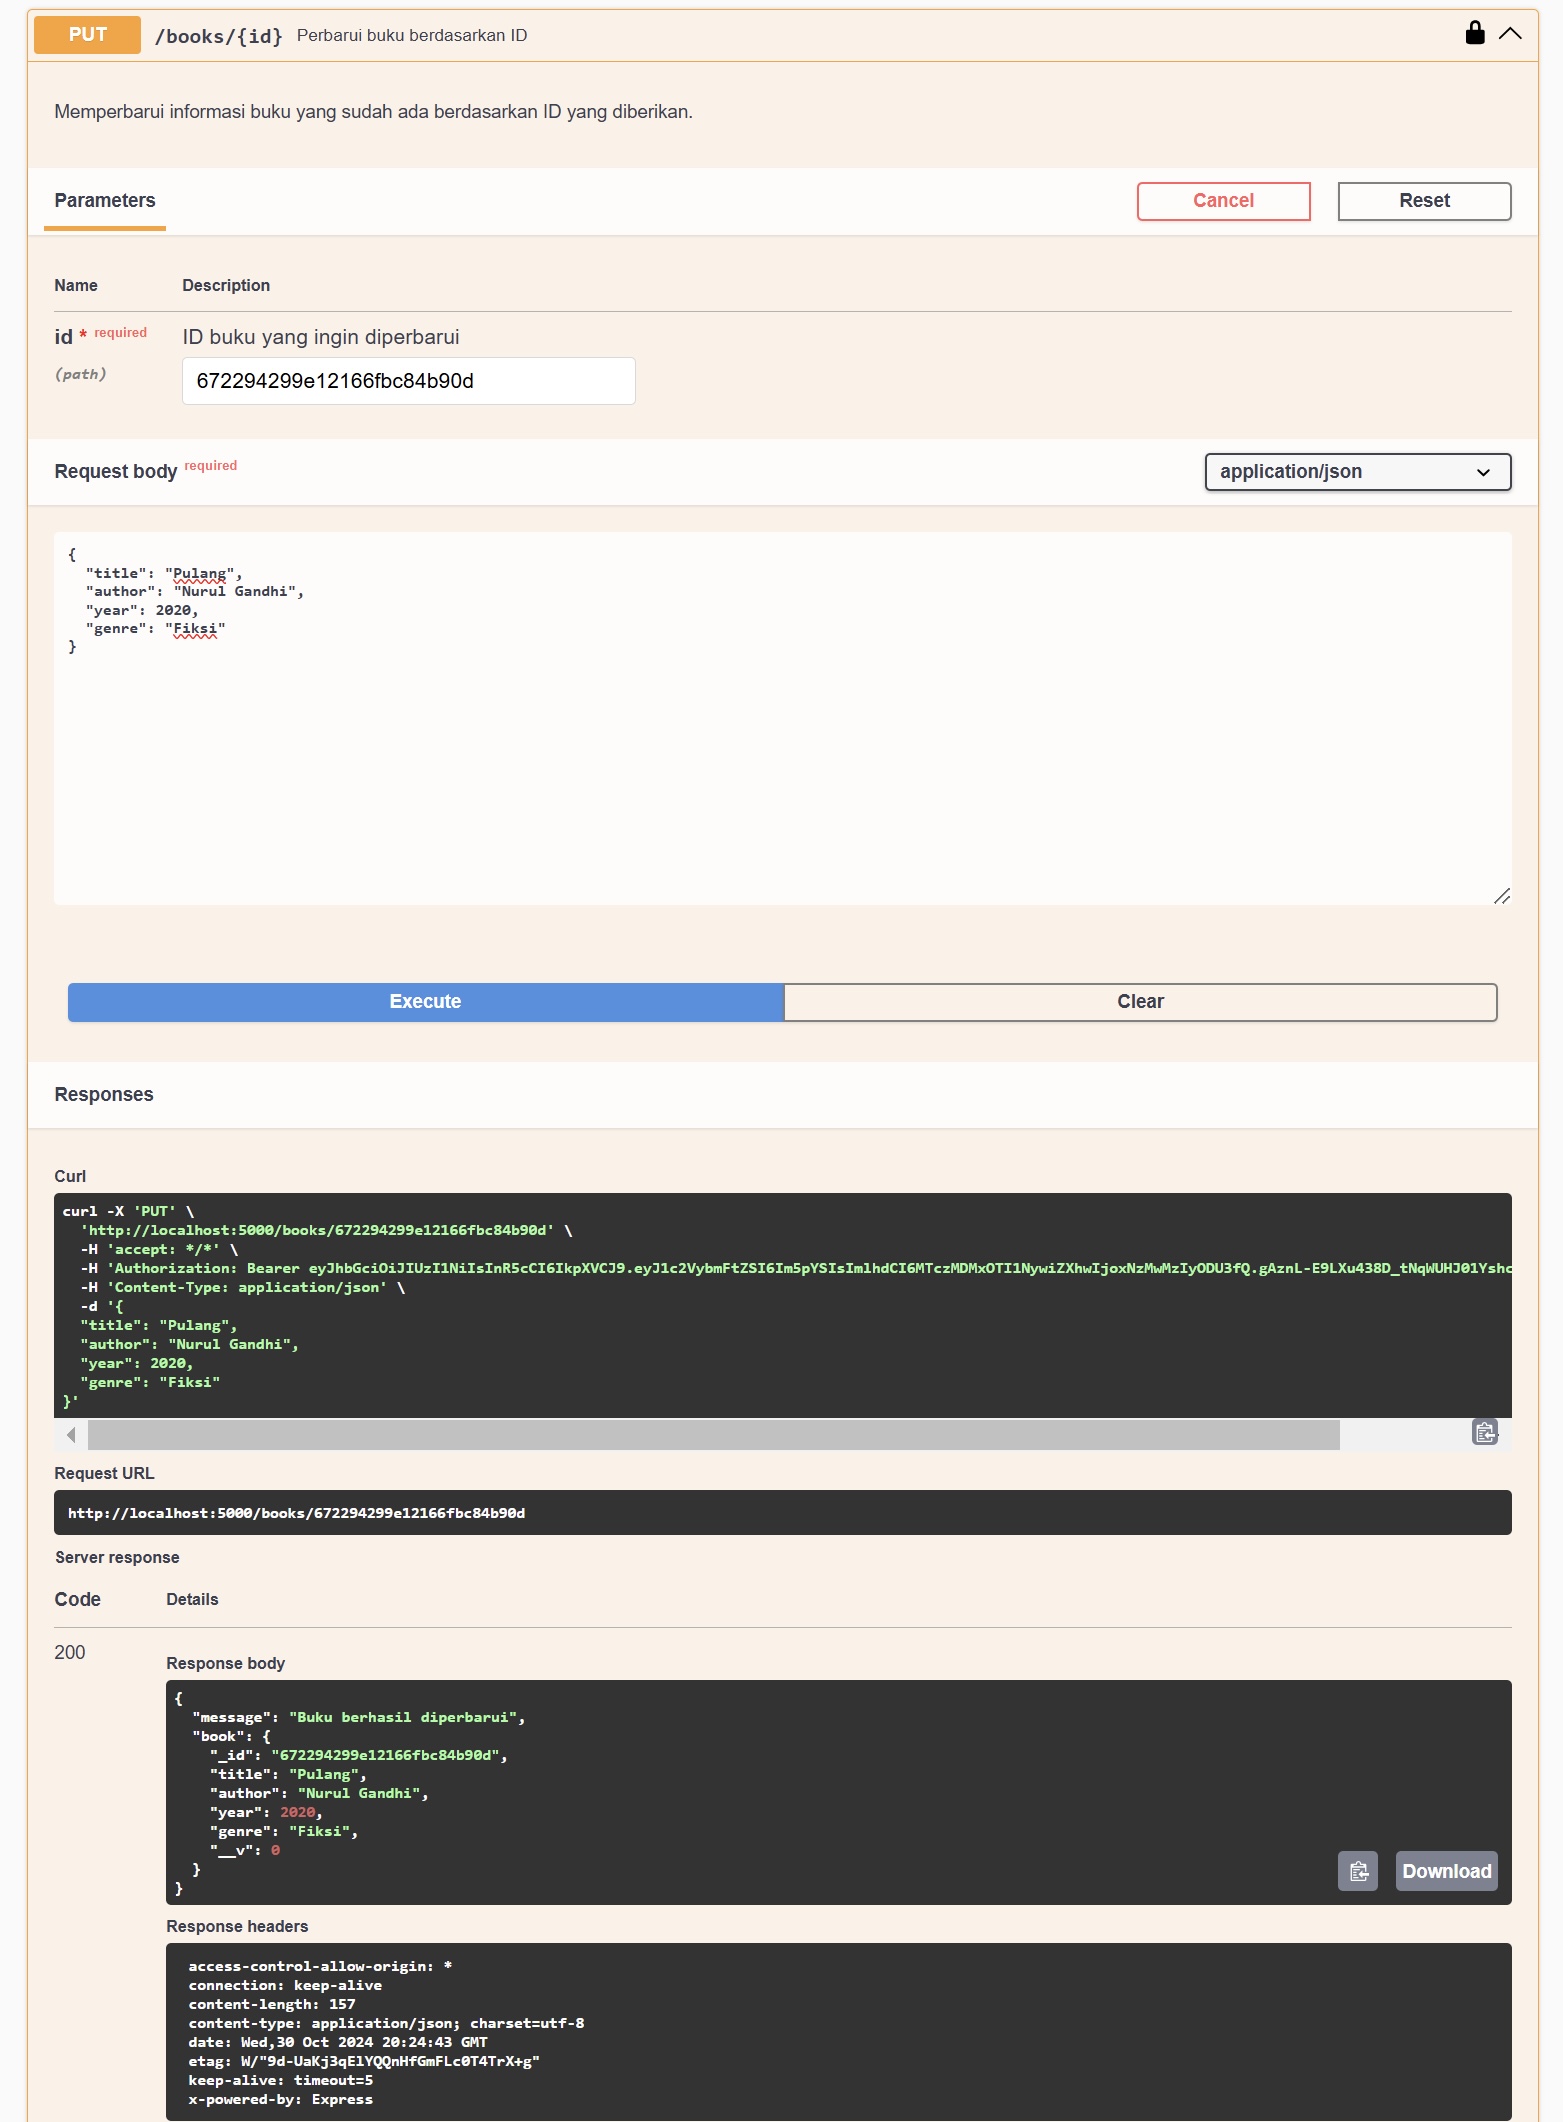 PUT /books/{id} Perbarui buku berdasarkan ID
Memperbarui informasi buku yang sudah ada berdasarkan ID yang diberikan.
Parameters Cancel Reset
Name Description
id * required ID buku yang ingin diperbarui
(path) 672294299e12166fbc84b90d
Request body required application/json
{
"title": "Pulang",
"author": "Nurul Gandhi",
"year": 2020,
"genre": "Fiksi"
}
Execute Clear
Responses
Curl
curl -X 'PUT' \
'http://localhost:5000/books/672294299e12166fbc84b90d' \
-H 'accept: */*' \
-H 'Authorization: Bearer eyJhbGciOiJIUzI1NiIsInR5cCI6IkpXVCJ9.eyJ1c2VybmFtZSI6Im5pYSIsImlhdCI6MTczMDMxOTI1NywiZXhwIjoxNzMwMzIyODU3fQ.gAznL-E9LXu438D_tNqWUHJ01Yshc
-H 'Content-Type: application/json' \
-d '{
"title": "Pulang",
"author": "Nurul Gandhi",
"year": 2020,
"genre": "Fiksi"
}'
Request URL
http://localhost:5000/books/672294299e12166fbc84b90d
Server response
Code Details
200
Response body
{
"message": "Buku berhasil diperbarui",
"book": {
"_id": "672294299e12166fbc84b90d",
"title": "Pulang",
"author": "Nurul Gandhi",
"year": 2020,
"genre": "Fiksi",
"__v": 0
}
}
Download
Response headers
access-control-allow-origin: *
connection: keep-alive
content-length: 157
content-type: application/json; charset=utf-8
date: Wed,30 Oct 2024 20:24:43 GMT
etag: W/"9d-UaKj3qElYQQnHfGmFLc0T4TrX+g"
keep-alive: timeout=5
x-powered-by: Express